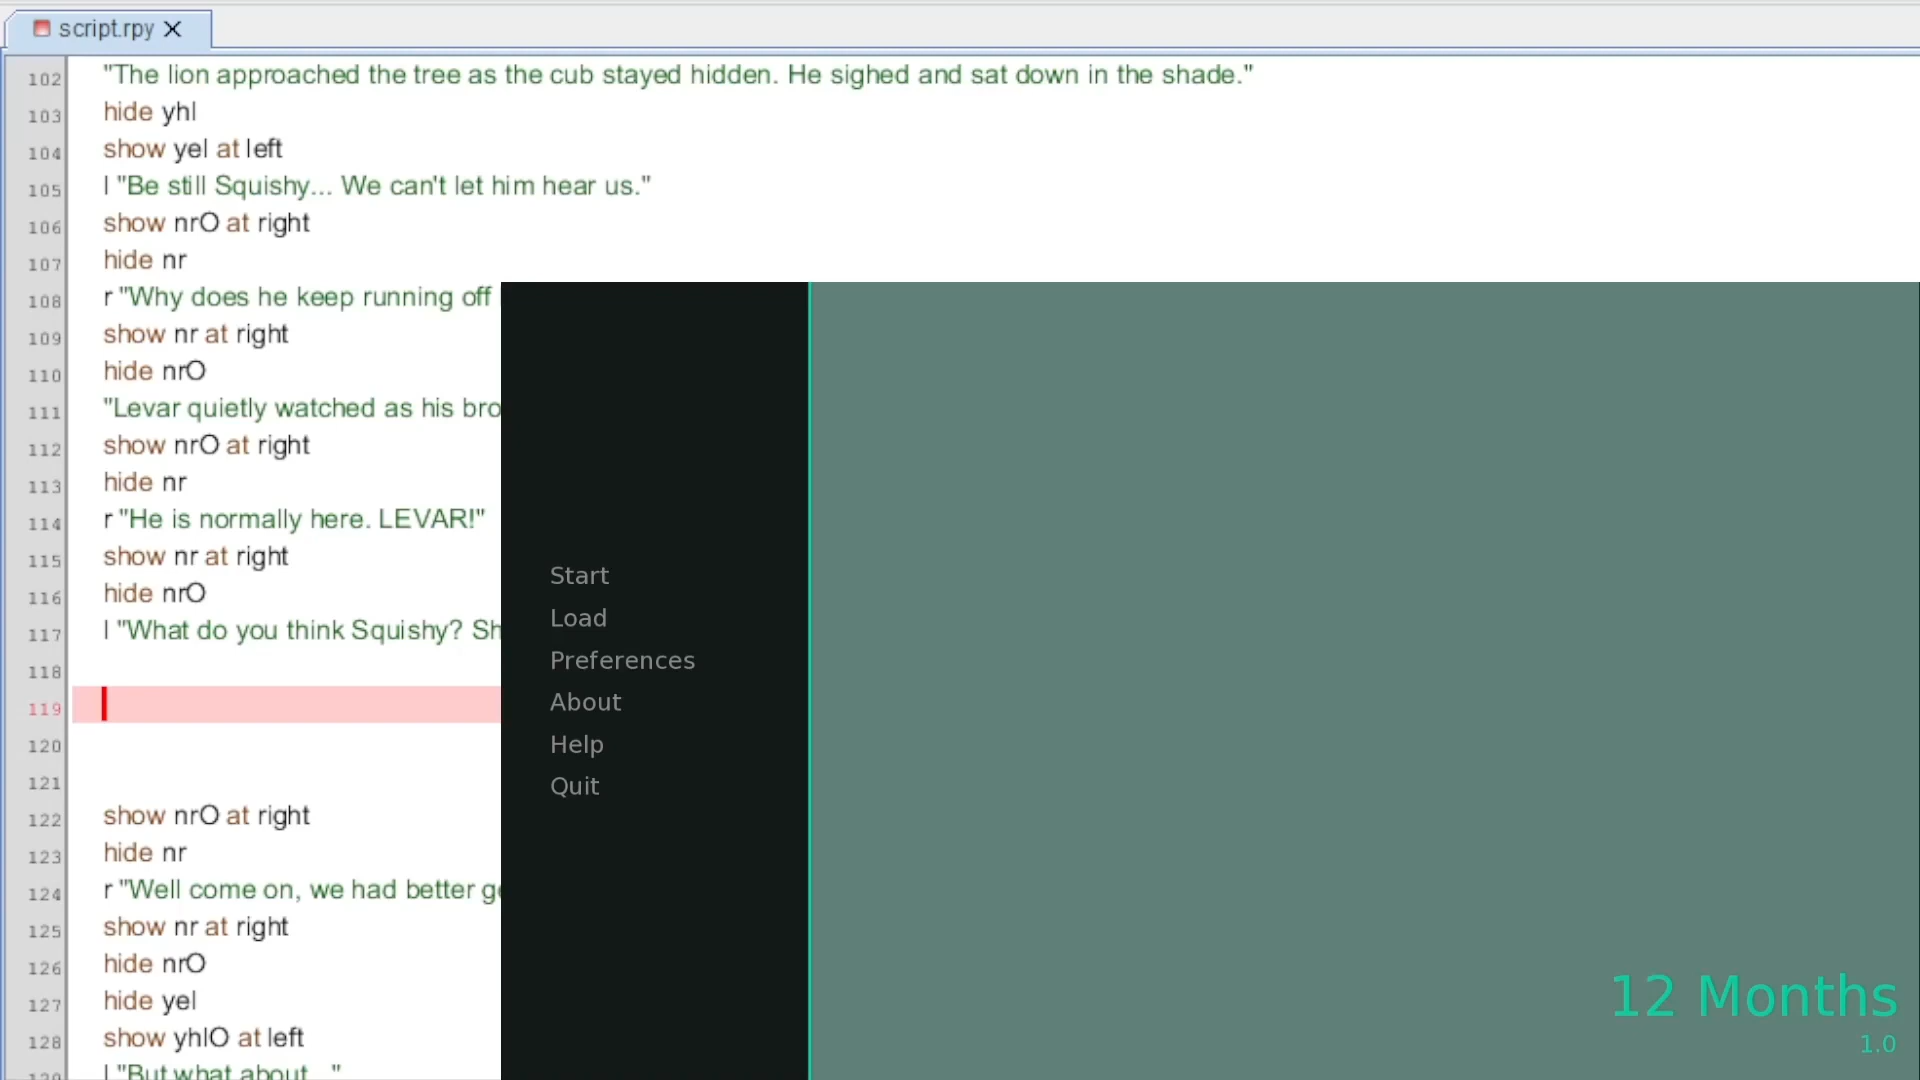 script.rpy
102 "The lion approached the tree as the cub stayed hidden. He sighed and sat down in the shade."
103 hide yhl
104 show yel at left
105 l "Be still Squishy... We can't let him hear us."
106 show nrO at right
107 hide nr
108 r "Why does he keep running off
109 show nr at right
110 hide nrO
111 "Levar quietly watched as his bro
112 show nrO at right
113 hide nr
114 r "He is normally here. LEVAR!"
115 show nr at right
116 hide nrO
117 l "What do you think Squishy? Sh
118
119
120
121
122 show nrO at right
123 hide nr
124 r "Well come on, we had better g
125 show nr at right
126 hide nrO
127 hide yel
128 show yhlO at left
129 l "But what about..."
Start
Load
Preferences
About
Help
Quit
12 Months
1.0